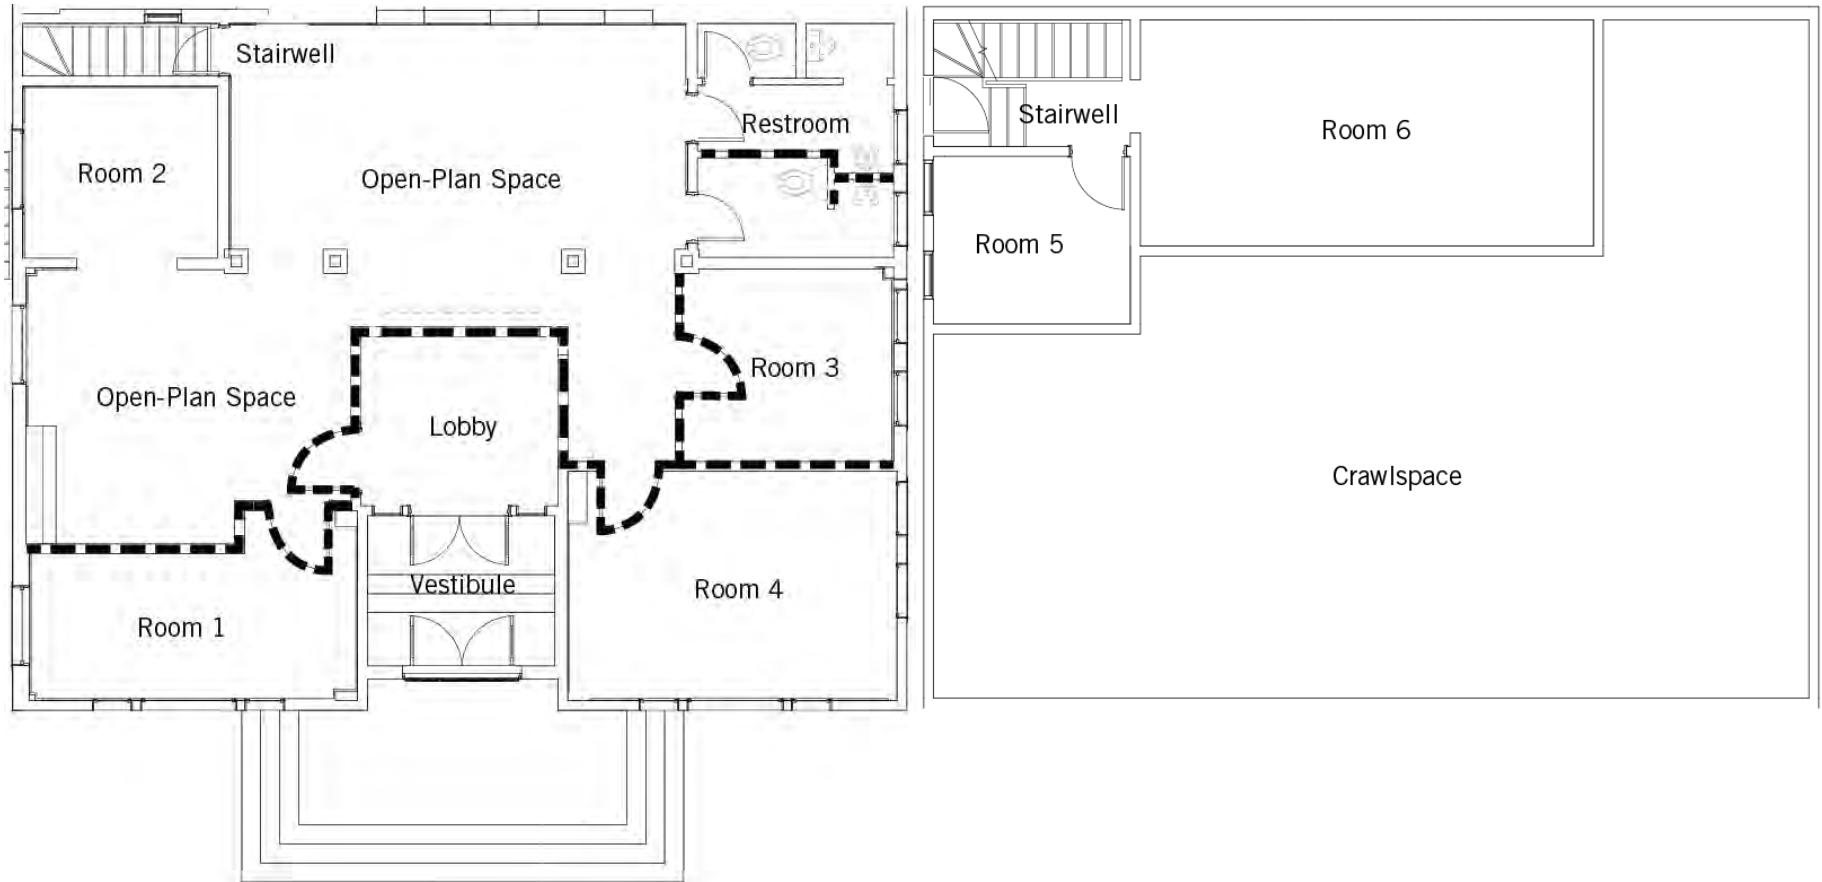 Stairwell
Restroom
Room 2
Open-Plan Space
Room 3
Open-Plan Space
Lobby
Vestibule
Room 4
Room 1
Stairwell
Room 6
Room 5
Crawlspace